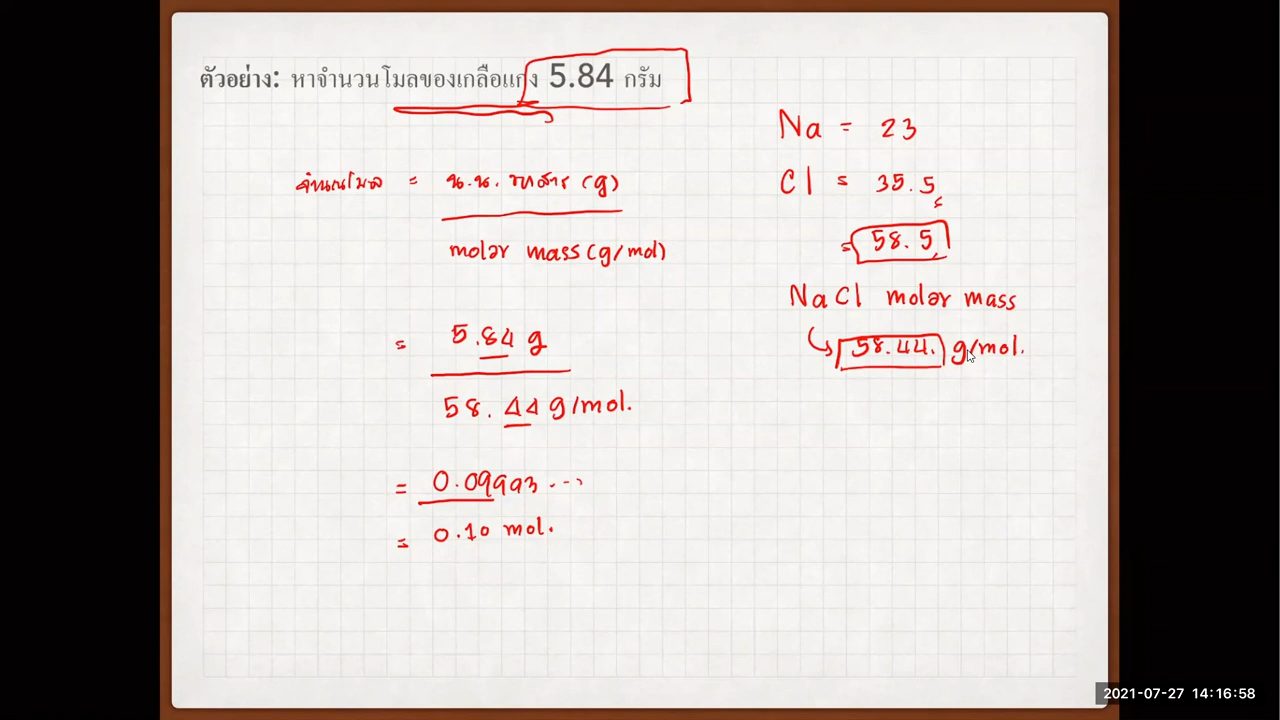 ตัวอย่าง: หาจำนวนโมลของเกลือแกง 5.84 กรัม
จำนวนโมล = น.น. ของสาร (g)
molar mass (g/mol)
= 5.84 g
58.44 g/mol.
= 0.09993 ...
= 0.10 mol.
Na = 23
Cl = 35.5
= 58.5
NaCl molar mass
58.44. g/mol.
2021-07-27 14:16:58